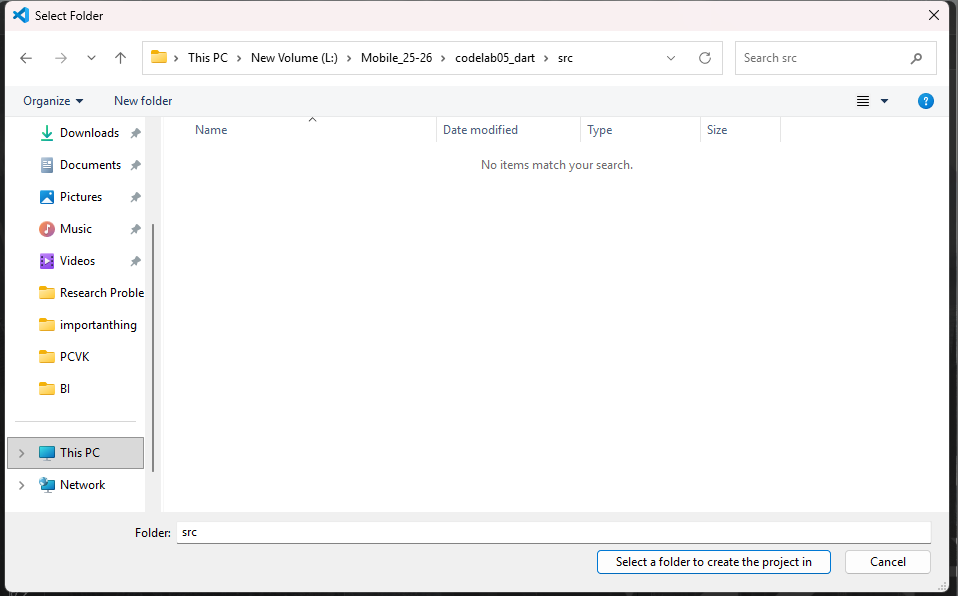 Select Folder
This PC > New Volume (L:) > Mobile_25-26 > codelab05_dart > src
Search src
Organize
New folder
?
Name
Date modified
Type
Size
No items match your search.
Downloads
Documents
Pictures
Music
Videos
Research Proble
importanthing
PCVK
BI
This PC
Network
Folder: src
Select a folder to create the project in
Cancel